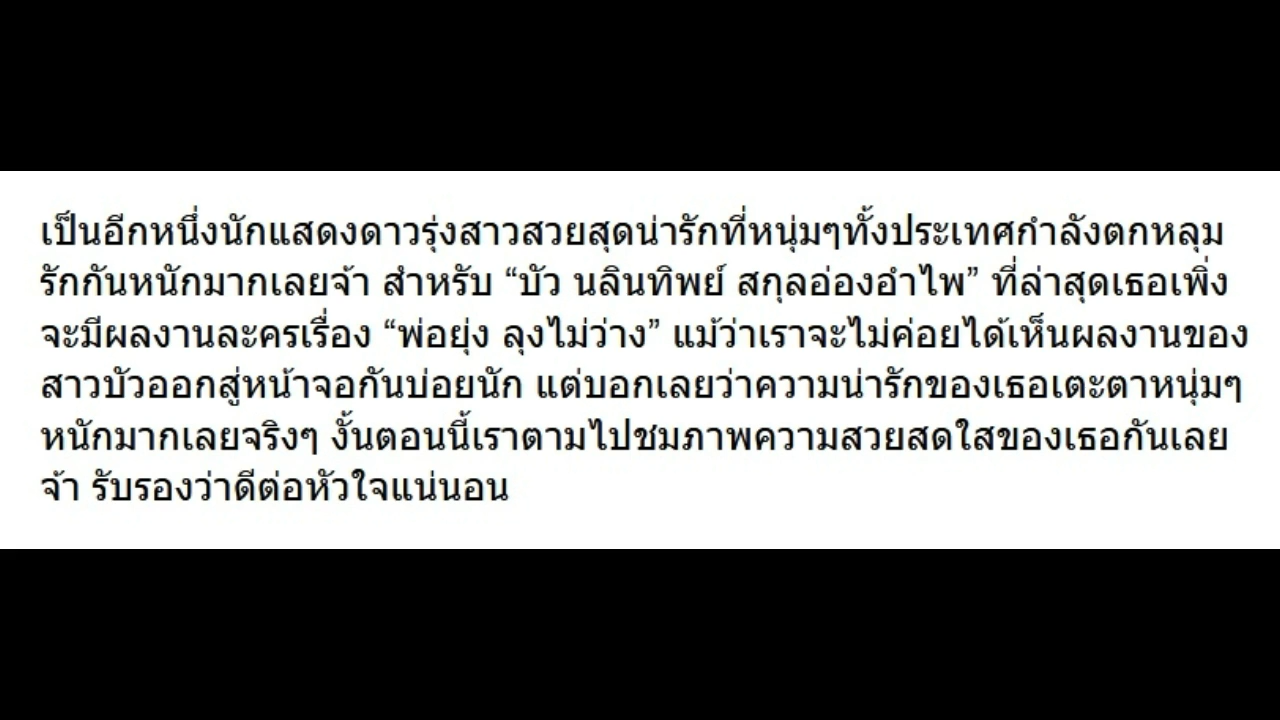 เป็นอีกหนึ่งนักแสดงดาวรุ่งสาวสวยสุดน่ารักที่หนุ่มๆทั้งประเทศกำลังตกหลุม
รักกันหนักมากเลยจ้า สำหรับ “บัว นลินทิพย์ สกุลอ่องอำไพ” ที่ล่าสุดเธอเพิ่ง
จะมีผลงานละครเรื่อง “พ่อยุ่ง ลุงไม่ว่าง” แม้ว่าเราจะไม่ค่อยได้เห็นผลงานของ
สาวบัวออกสู่หน้าจอกันบ่อยนัก แต่บอกเลยว่าความน่ารักของเธอเตะตาหนุ่มๆ
หนักมากเลยจริงๆ งั้นตอนนี้เราตามไปชมภาพความสวยสดใสของเธอกันเลย
จ้า รับรองว่าดีต่อหัวใจแน่นอน